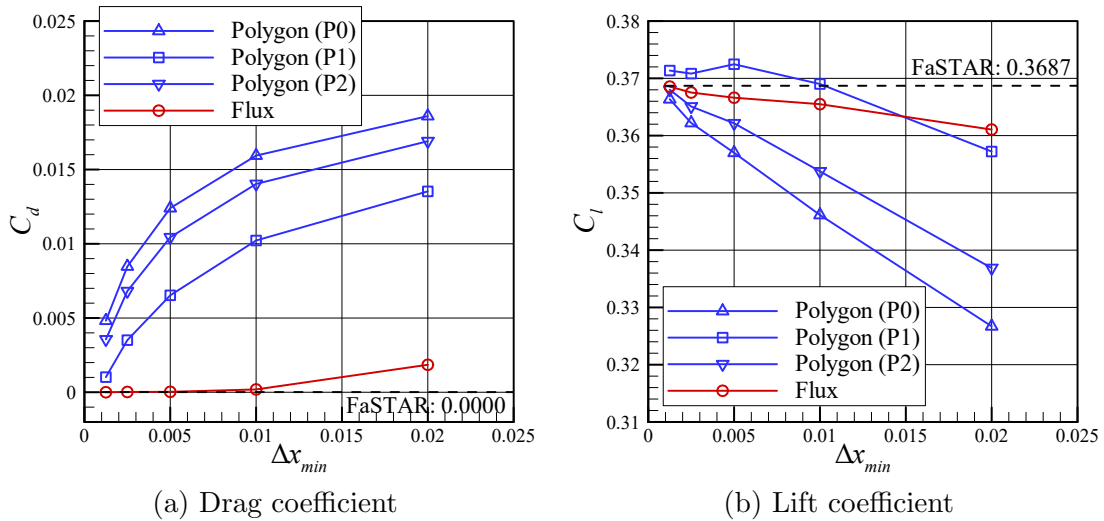 0.025
0.02
0.015
0.01
0.005
0
C_d
Polygon (P0)
Polygon (P1)
Polygon (P2)
Flux
FaSTAR: 0.0000
0 0.005 0.01 0.015 0.02 0.025
Δx_min
(a) Drag coefficient
0.38
0.37
0.36
0.35
0.34
0.33
0.32
0.31
C_l
FaSTAR: 0.3687
Polygon (P0)
Polygon (P1)
Polygon (P2)
Flux
0 0.005 0.01 0.015 0.02 0.025
Δx_min
(b) Lift coefficient